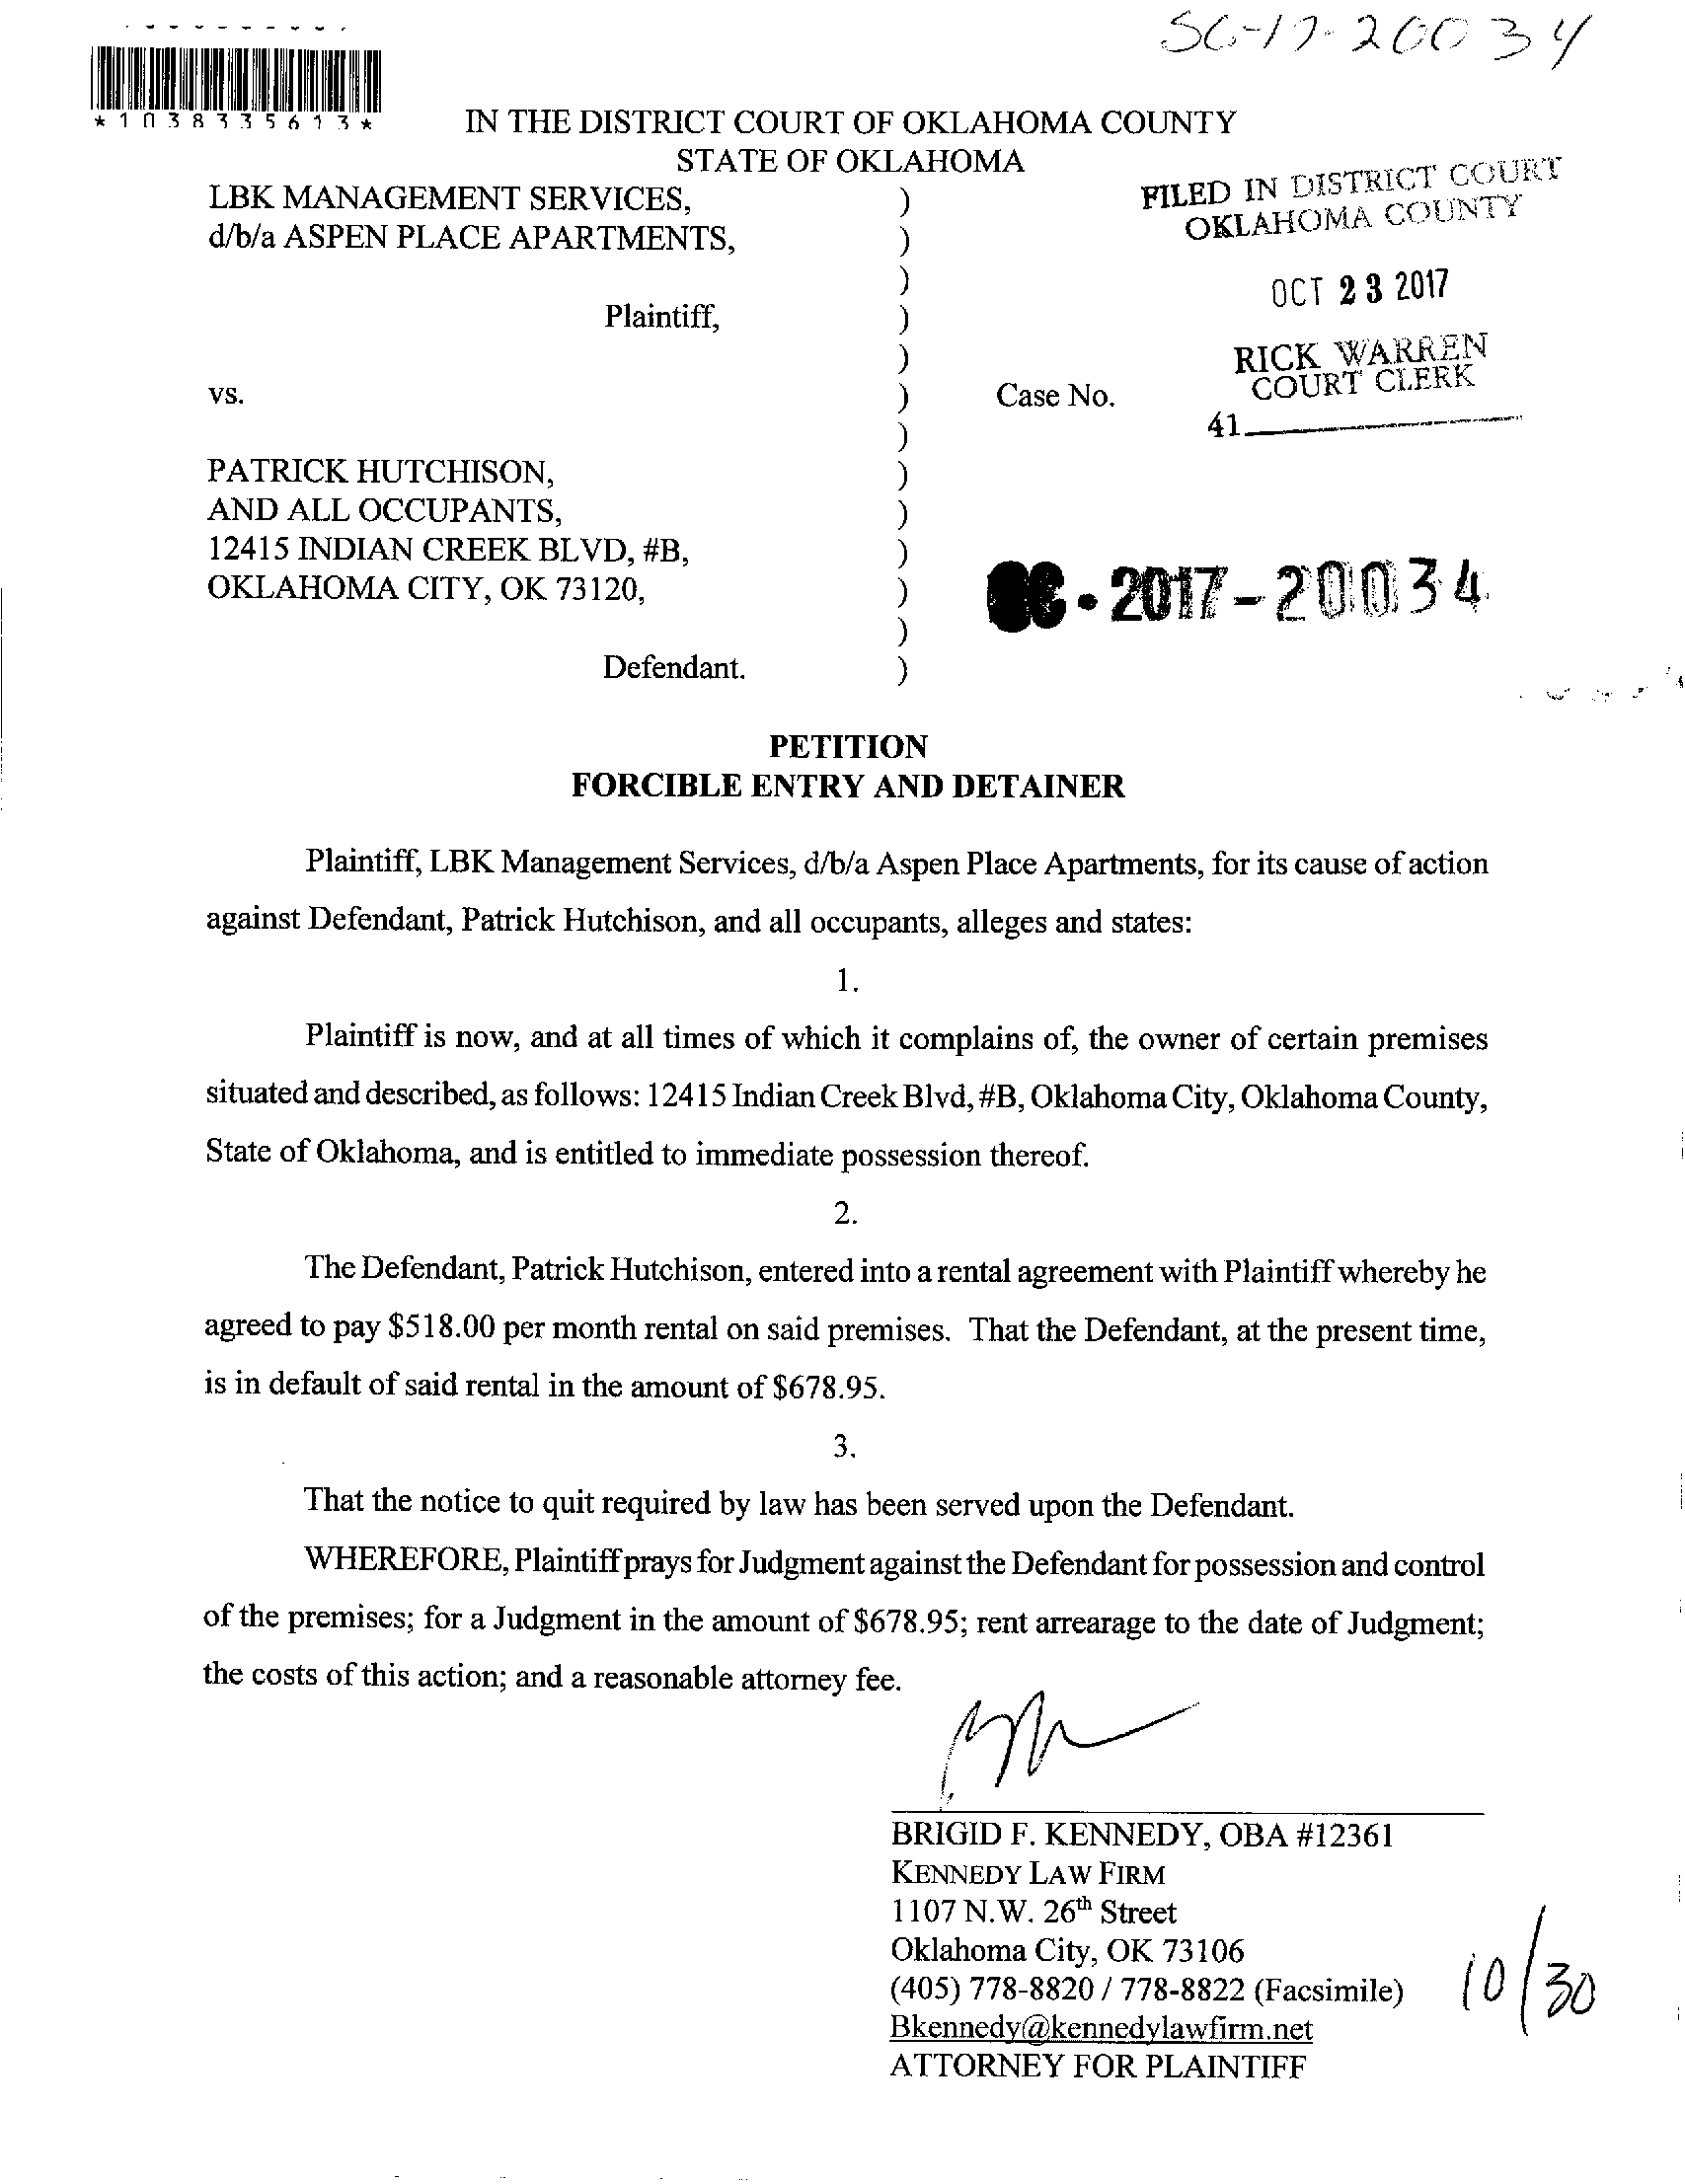 SC-17-20034
*1038335613*
IN THE DISTRICT COURT OF OKLAHOMA COUNTY
STATE OF OKLAHOMA
LBK MANAGEMENT SERVICES, )
d/b/a ASPEN PLACE APARTMENTS, )
)
Plaintiff, )
)
vs. ) Case No.
)
PATRICK HUTCHISON, )
AND ALL OCCUPANTS, )
12415 INDIAN CREEK BLVD, #B, )
OKLAHOMA CITY, OK 73120, )
)
Defendant. )
FILED IN DISTRICT COURT
OKLAHOMA COUNTY
OCT 23 2017
RICK WARREN
COURT CLERK
41
2017-20034
PETITION
FORCIBLE ENTRY AND DETAINER
Plaintiff, LBK Management Services, d/b/a Aspen Place Apartments, for its cause of action
against Defendant, Patrick Hutchison, and all occupants, alleges and states:
1.
Plaintiff is now, and at all times of which it complains of, the owner of certain premises
situated and described, as follows: 12415 Indian Creek Blvd, #B, Oklahoma City, Oklahoma County,
State of Oklahoma, and is entitled to immediate possession thereof.
2.
The Defendant, Patrick Hutchison, entered into a rental agreement with Plaintiff whereby he
agreed to pay $518.00 per month rental on said premises. That the Defendant, at the present time,
is in default of said rental in the amount of $678.95.
3.
That the notice to quit required by law has been served upon the Defendant.
WHEREFORE, Plaintiff prays for Judgment against the Defendant for possession and control
of the premises; for a Judgment in the amount of $678.95; rent arrearage to the date of Judgment;
the costs of this action; and a reasonable attorney fee.
BRIGID F. KENNEDY, OBA #12361
KENNEDY LAW FIRM
1107 N.W. 26th Street
Oklahoma City, OK 73106
(405) 778-8820 / 778-8822 (Facsimile)
Bkennedy@kennedylawfirm.net
ATTORNEY FOR PLAINTIFF
10/30